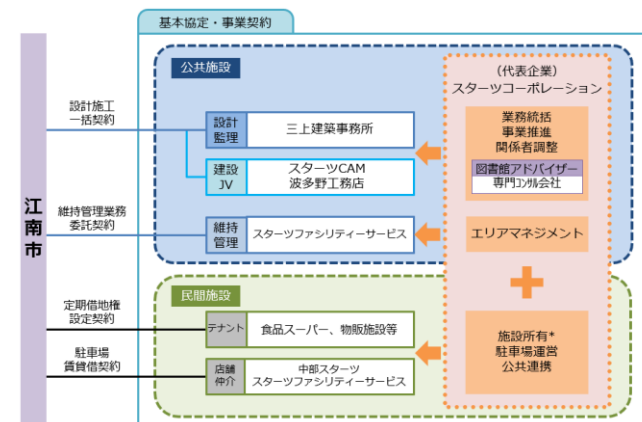 基本協定・事業契約
江南市
設計施工
一括契約
維持管理業務
委託契約
定期借地権
設定契約
駐車場
賃貸借契約
公共施設
設計
監理
三上建築事務所
建設
JV
スターツCAM
波多野工務店
維持
管理
スターツファシリティーサービス
民間施設
テナント
食品スーパー、物販施設等
店舗
仲介
中部スターツ
スターツファシリティーサービス
（代表企業）
スターツコーポレーション
業務統括
事業推進
関係者調整
図書館アドバイザー
専門コンサル会社
エリアマネジメント
施設所有*
駐車場運営
公共連携